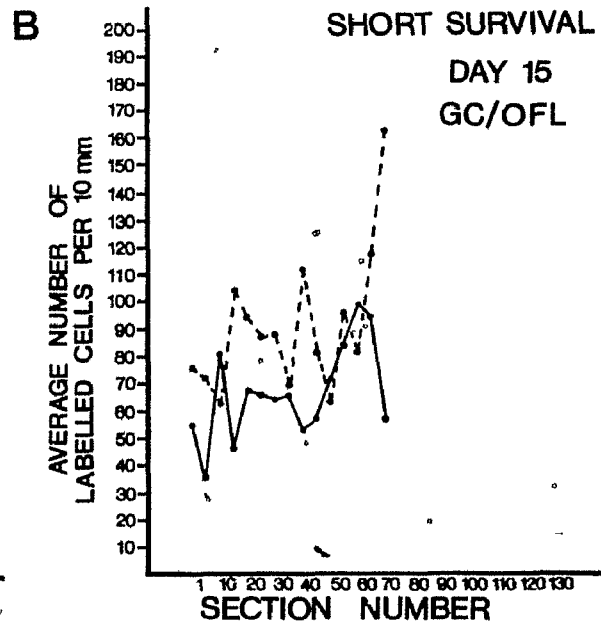 B
SHORT SURVIVAL
DAY 15
GC/OFL
AVERAGE NUMBER OF
LABELLED CELLS PER 10 mm
200
190
180
170
160
150
140
130
120
110
100
90
80
70
60
50
40
30
20
10
1 10 20 30 40 50 60 70 80 90 100 110 120 130
SECTION NUMBER